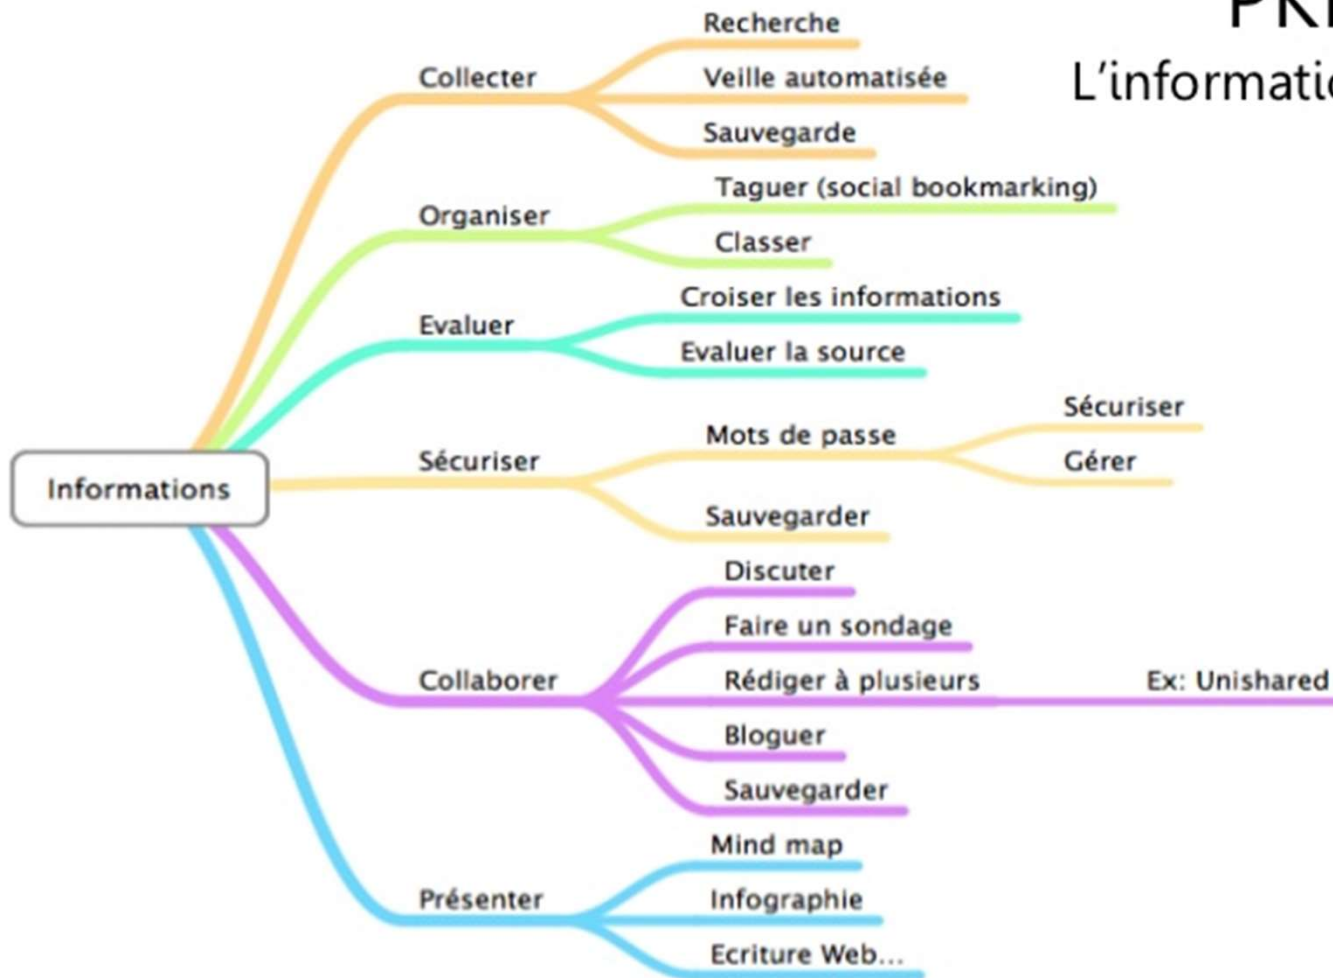 Recherche
Collecter
Veille automatisée
Sauvegarde
Taguer (social bookmarking)
Organiser
Classer
Croiser les informations
Evaluer
Evaluer la source
Sécuriser
Mots de passe
Sécuriser
Gérer
Sauvegarder
Informations
Discuter
Faire un sondage
Collaborer
Rédiger à plusieurs
Ex: Unishared
Bloguer
Sauvegarder
Mind map
Présenter
Infographie
Ecriture Web...